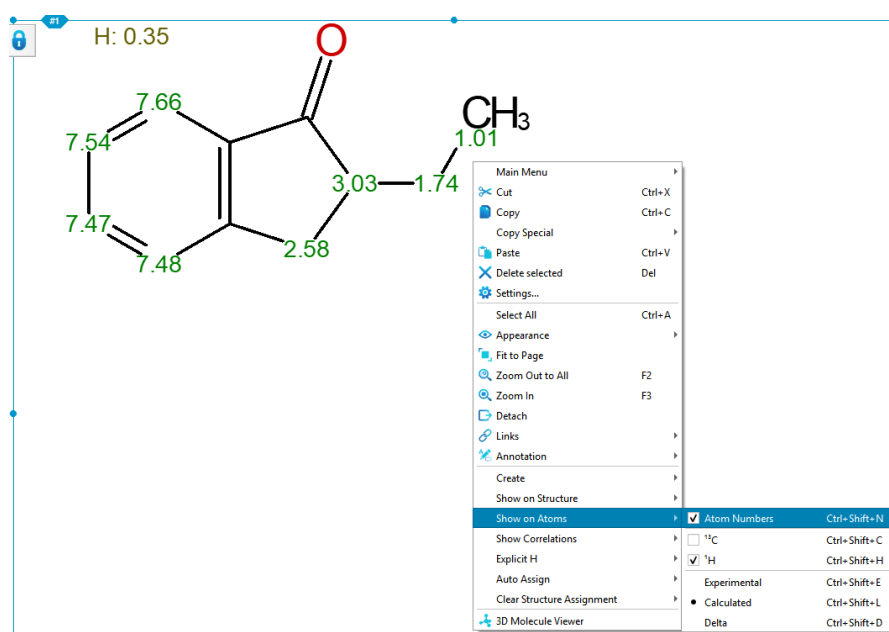 #1
H: 0.35
O
CH₃
7.66
1.01
7.54
3.03
1.74
7.47
2.58
7.48
Main Menu
Cut Ctrl+X
Copy Ctrl+C
Copy Special
Paste Ctrl+V
Delete selected Del
Settings...
Select All Ctrl+A
Appearance
Fit to Page
Zoom Out to All F2
Zoom In F3
Detach
Links
Annotation
Create
Show on Structure
Show on Atoms
Atom Numbers Ctrl+Shift+N
Show Correlations
¹³C Ctrl+Shift+C
Explicit H
¹H Ctrl+Shift+H
Auto Assign
Experimental Ctrl+Shift+E
Clear Structure Assignment
Calculated Ctrl+Shift+L
3D Molecule Viewer
Delta Ctrl+Shift+D